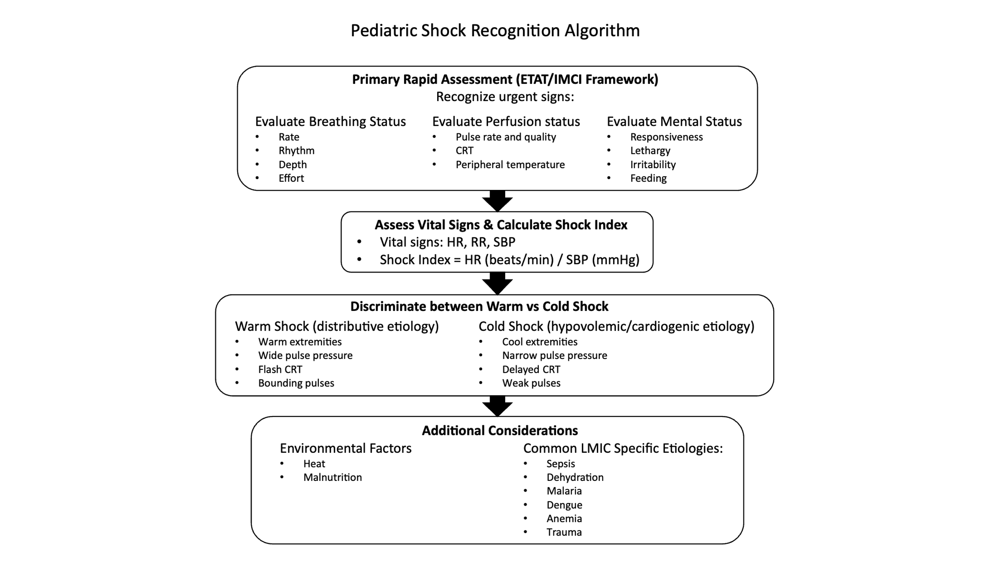 Pediatric Shock Recognition Algorithm
Primary Rapid Assessment (ETAT/IMCI Framework)
Recognize urgent signs:
Evaluate Breathing Status
• Rate
• Rhythm
• Depth
• Effort
Evaluate Perfusion status
• Pulse rate and quality
• CRT
• Peripheral temperature
Evaluate Mental Status
• Responsiveness
• Lethargy
• Irritability
• Feeding
Assess Vital Signs & Calculate Shock Index
• Vital signs: HR, RR, SBP
• Shock Index = HR (beats/min) / SBP (mmHg)
Discriminate between Warm vs Cold Shock
Warm Shock (distributive etiology)
• Warm extremities
• Wide pulse pressure
• Flash CRT
• Bounding pulses
Cold Shock (hypovolemic/cardiogenic etiology)
• Cool extremities
• Narrow pulse pressure
• Delayed CRT
• Weak pulses
Additional Considerations
Environmental Factors
• Heat
• Malnutrition
Common LMIC Specific Etiologies:
• Sepsis
• Dehydration
• Malaria
• Dengue
• Anemia
• Trauma